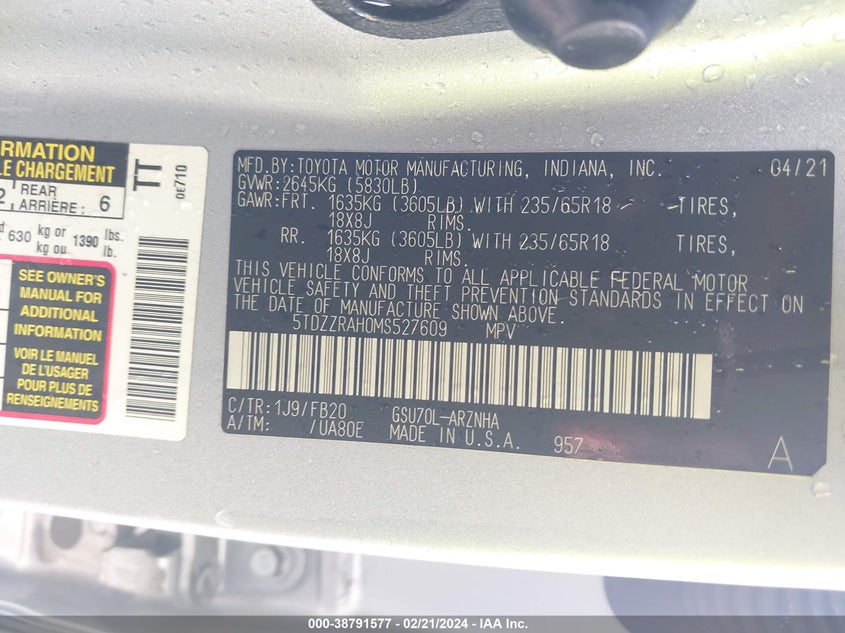 RMATION
LE CHARGEMENT
2 REAR ARRIÈRE: 6
630 kg or kg ou 1390 lbs. lb.
SEE OWNER'S
MANUAL FOR
ADDITIONAL
INFORMATION
VOIR LE MANUEL
DE L'USAGER
POUR PLUS DE
RENSEIGNEMENTS
TT
0E710
MFD.BY:TOYOTA MOTOR MANUFACTURING, INDIANA, INC. 04/21
GVWR:2645KG (5830LB)
GAWR:FRT. 1635KG (3605LB) WITH 235/65R18 TIRES,
18X8J RIMS.
RR. 1635KG (3605LB) WITH 235/65R18 TIRES,
18X8J RIMS.
THIS VEHICLE CONFORMS TO ALL APPLICABLE FEDERAL MOTOR
VEHICLE SAFETY AND THEFT PREVENTION STANDARDS IN EFFECT ON
THE DATE OF MANUFACTURE SHOWN ABOVE.
5TDZZRAH0MS527609 MPV
C/TR:1J9/FB20 GSU70L-ARZNHA
A/TM: /UA80E MADE IN U.S.A. 957
A
000-38791577 — 02/21/2024 — IAA Inc.